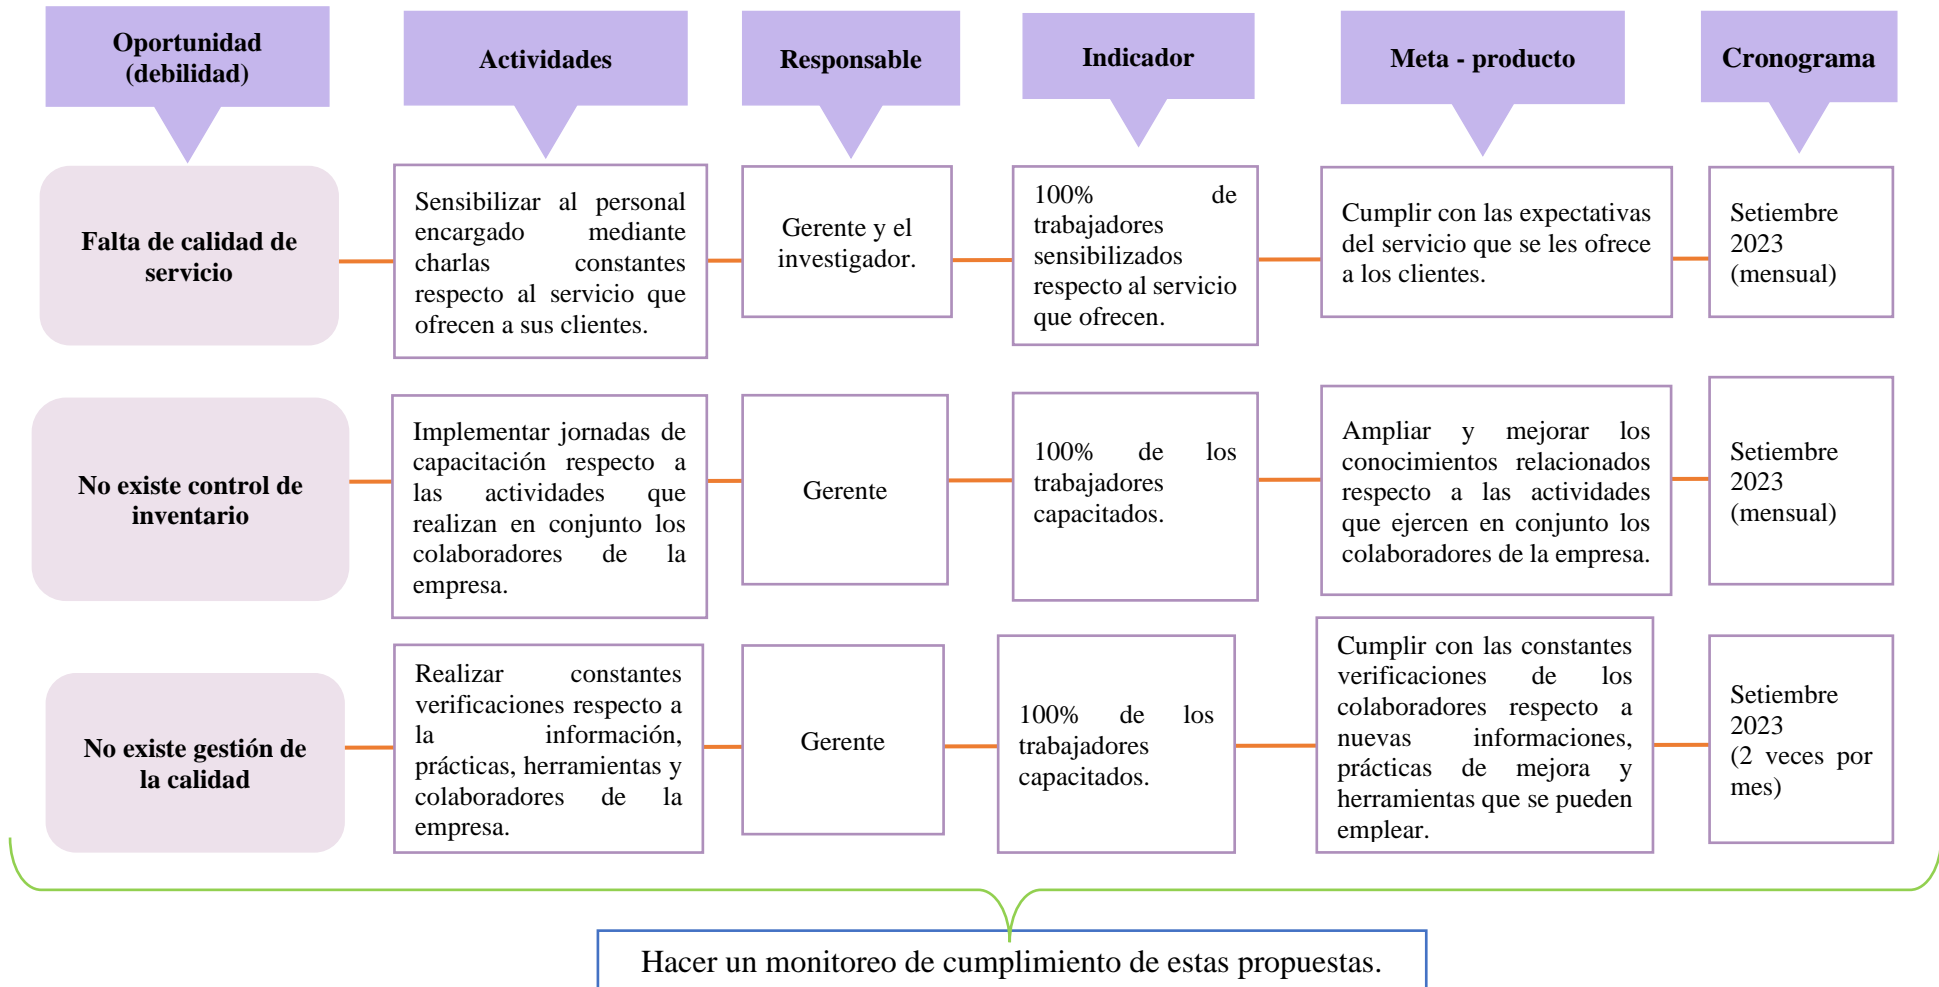 Oportunidad
(debilidad)
Actividades
Responsable
Indicador
Meta - producto
Cronograma
Falta de calidad de
servicio
Sensibilizar al personal
encargado mediante
charlas constantes
respecto al servicio que
ofrecen a sus clientes.
Gerente y el
investigador.
100% de
trabajadores
sensibilizados
respecto al servicio
que ofrecen.
Cumplir con las expectativas
del servicio que se les ofrece
a los clientes.
Setiembre
2023
(mensual)
No existe control de
inventario
Implementar jornadas de
capacitación respecto a
las actividades que
realizan en conjunto los
colaboradores de la
empresa.
Gerente
100% de los
trabajadores
capacitados.
Ampliar y mejorar los
conocimientos relacionados
respecto a las actividades
que ejercen en conjunto los
colaboradores de la empresa.
Setiembre
2023
(mensual)
No existe gestión de
la calidad
Realizar constantes
verificaciones respecto a
la información,
prácticas, herramientas y
colaboradores de la
empresa.
Gerente
100% de los
trabajadores
capacitados.
Cumplir con las constantes
verificaciones de los
colaboradores respecto a
nuevas informaciones,
prácticas de mejora y
herramientas que se pueden
emplear.
Setiembre
2023
(2 veces por
mes)
Hacer un monitoreo de cumplimiento de estas propuestas.